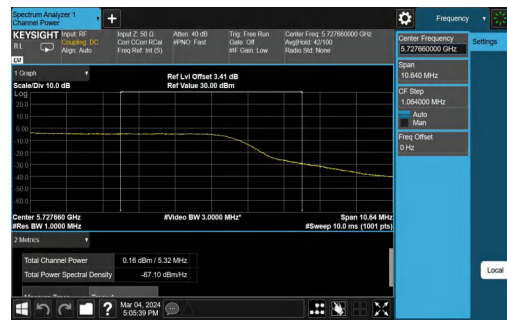 Spectrum Analyzer 1
Channel Power
+
Frequency
KEYSIGHT
Input: RF
Coupling: DC
Align: Auto
Input Z: 50 Ω
Corr CCorr RCal
Freq Ref: Int (S)
Atten: 40 dB
#PNO: Fast
Trig: Free Run
Gate: Off
#IF Gain: Low
Center Freq: 5.727660000 GHz
Avg|Hold: 42/100
Radio Std: None
RL
LXI
Center Frequency
5.727660000 GHz
Settings
Span
10.640 MHz
CF Step
1.064000 MHz
Auto
Man
Freq Offset
0 Hz
Local
1 Graph
Scale/Div 10.0 dB
Ref Lvl Offset 3.41 dB
Ref Value 30.00 dBm
Log
20.0
10.0
0.00
-10.0
-20.0
-30.0
-40.0
-50.0
-60.0
Center 5.727660 GHz
#Video BW 3.0000 MHz*
Span 10.64 MHz
#Res BW 1.0000 MHz
#Sweep 10.0 ms (1001 pts)
2 Metrics
Total Channel Power 0.16 dBm / 5.32 MHz
Total Power Spectral Density -67.10 dBm/Hz
?
Mar 04, 2024
5:05:39 PM